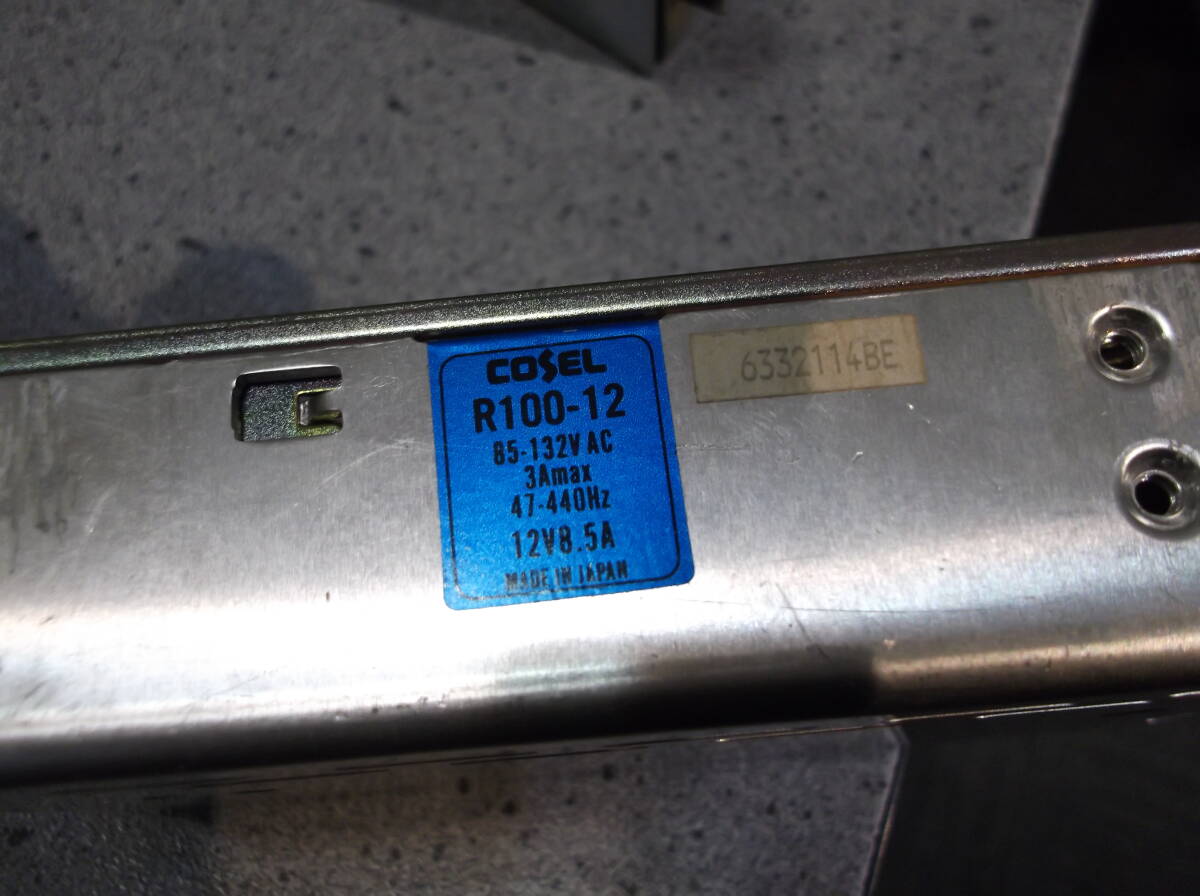 COSEL
R100-12
85-132V AC
3Amax
47-440Hz
12V8.5A
MADE IN JAPAN
6332114BE